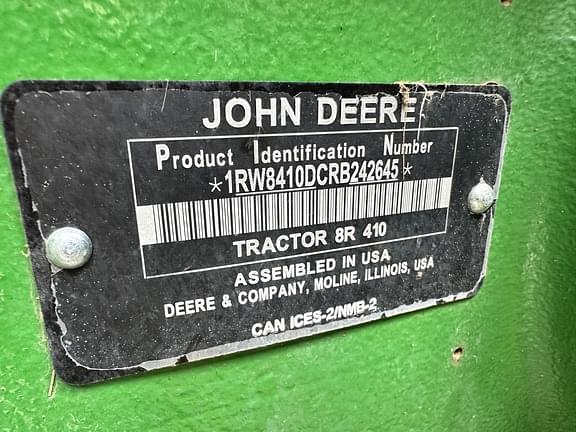 JOHN DEERE
Product Identification Number
*1RW8410DCRB242645*
TRACTOR 8R 410
ASSEMBLED IN USA
DEERE & COMPANY, MOLINE, ILLINOIS, USA
CAN ICES-2/NMB-2